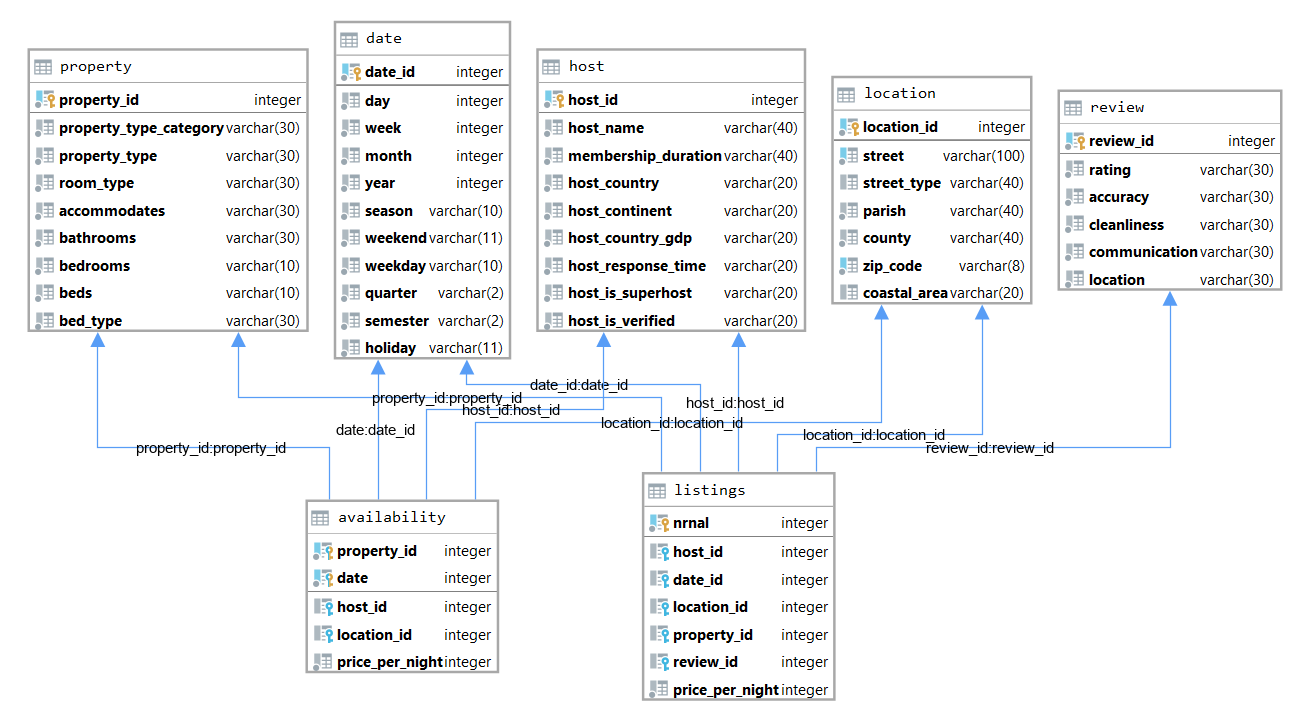 property
property_id integer
property_type_category varchar(30)
property_type varchar(30)
room_type varchar(30)
accommodates varchar(30)
bathrooms varchar(30)
bedrooms varchar(10)
beds varchar(10)
bed_type varchar(30)
date
date_id integer
day integer
week integer
month integer
year integer
season varchar(10)
weekend varchar(11)
weekday varchar(10)
quarter varchar(2)
semester varchar(2)
holiday varchar(11)
host
host_id integer
host_name varchar(40)
membership_duration varchar(40)
host_country varchar(20)
host_continent varchar(20)
host_country_gdp varchar(20)
host_response_time varchar(20)
host_is_superhost varchar(20)
host_is_verified varchar(20)
location
location_id integer
street varchar(100)
street_type varchar(40)
parish varchar(40)
county varchar(40)
zip_code varchar(8)
coastal_area varchar(20)
review
review_id integer
rating varchar(30)
accuracy varchar(30)
cleanliness varchar(30)
communication varchar(30)
location varchar(30)
date_id:date_id
property_id:property_id
host_id:host_id
host_id:host_id
location_id:location_id
date:date_id
location_id:location_id
property_id:property_id
review_id:review_id
availability
property_id integer
date integer
host_id integer
location_id integer
price_per_night integer
listings
nrnal integer
host_id integer
date_id integer
location_id integer
property_id integer
review_id integer
price_per_night integer